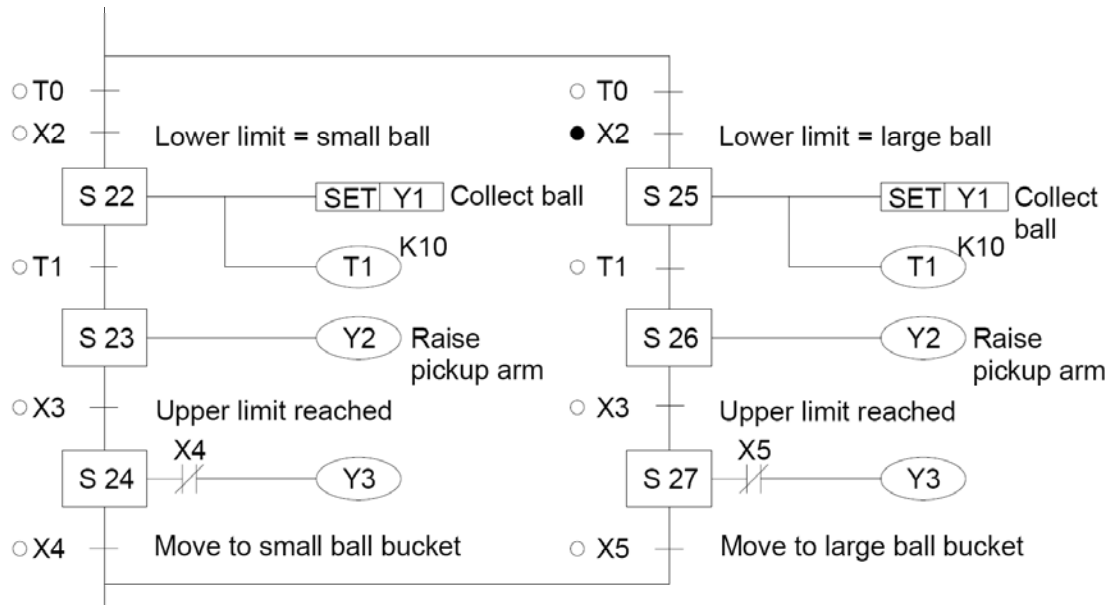 T0
X2
Lower limit = small ball
S 22
SET Y1 Collect ball
T1 K10
T1
S 23
Y2 Raise
pickup arm
X3
Upper limit reached
X4
S 24
Y3
X4
Move to small ball bucket
T0
X2
Lower limit = large ball
S 25
SET Y1 Collect
ball
T1 K10
T1
S 26
Y2 Raise
pickup arm
X3
Upper limit reached
X5
S 27
Y3
X5
Move to large ball bucket